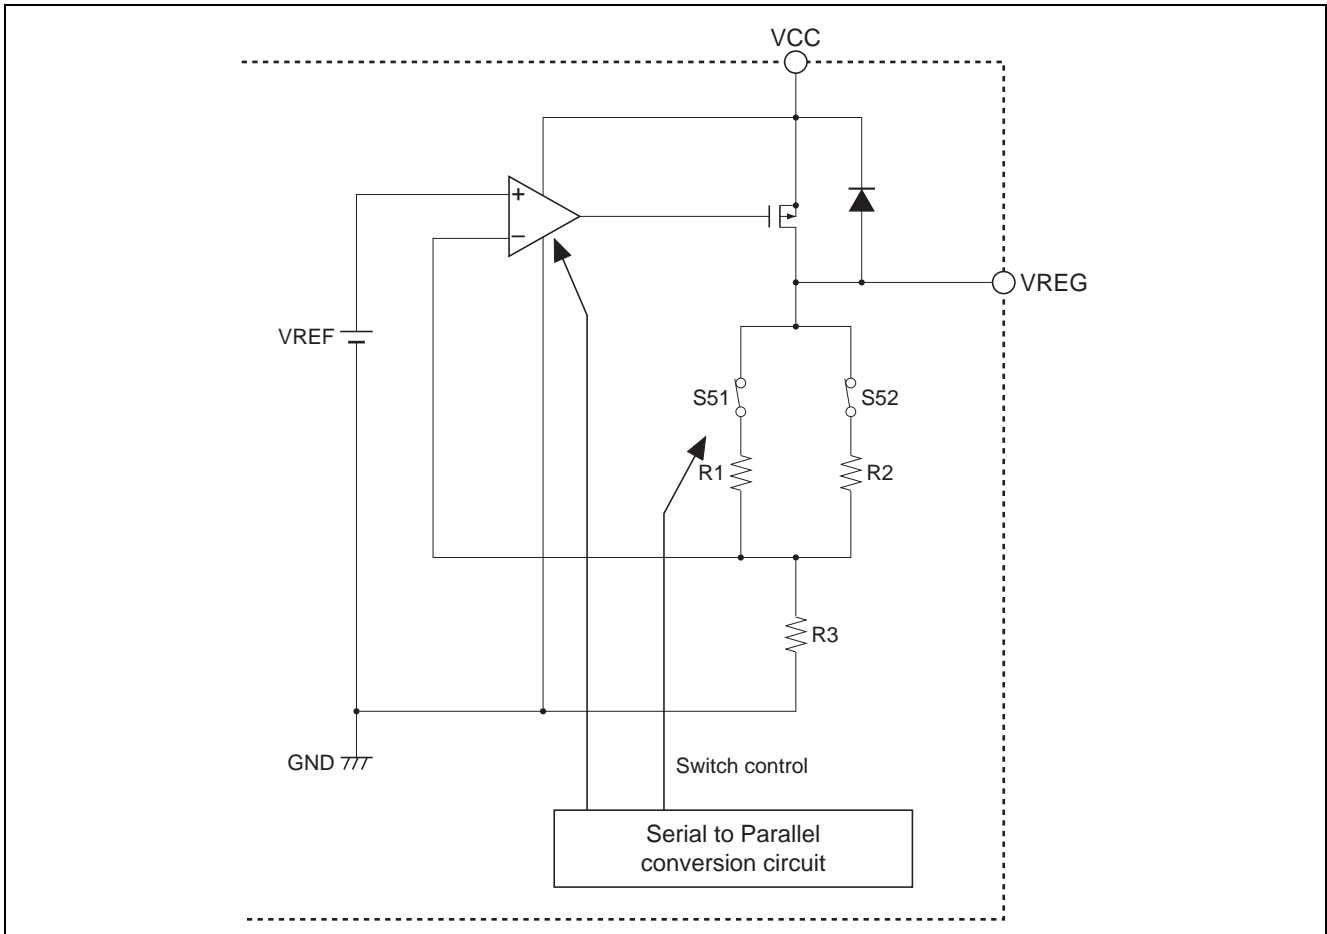 VCC
+
−
VREG
VREF
S51
S52
R1
R2
R3
GND
Switch control
Serial to Parallel
conversion circuit